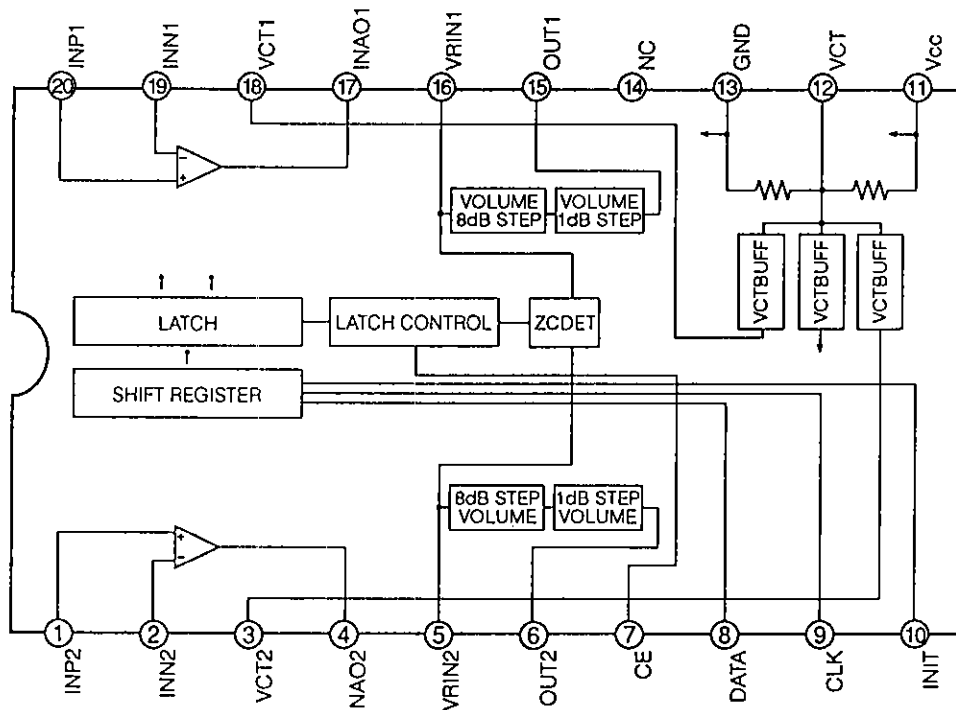 INP1
INN1
VCT1
INAO1
VRIN1
OUT1
NC
GND
VCT
Vcc
20
19
18
17
16
15
14
13
12
11
VOLUME
8dB STEP
VOLUME
1dB STEP
VCTBUFF
VCTBUFF
VCTBUFF
LATCH
LATCH CONTROL
ZCDET
SHIFT REGISTER
8dB STEP
VOLUME
1dB STEP
VOLUME
1
2
3
4
5
6
7
8
9
10
INP2
INN2
VCT2
NAO2
VRIN2
OUT2
CE
DATA
CLK
INIT